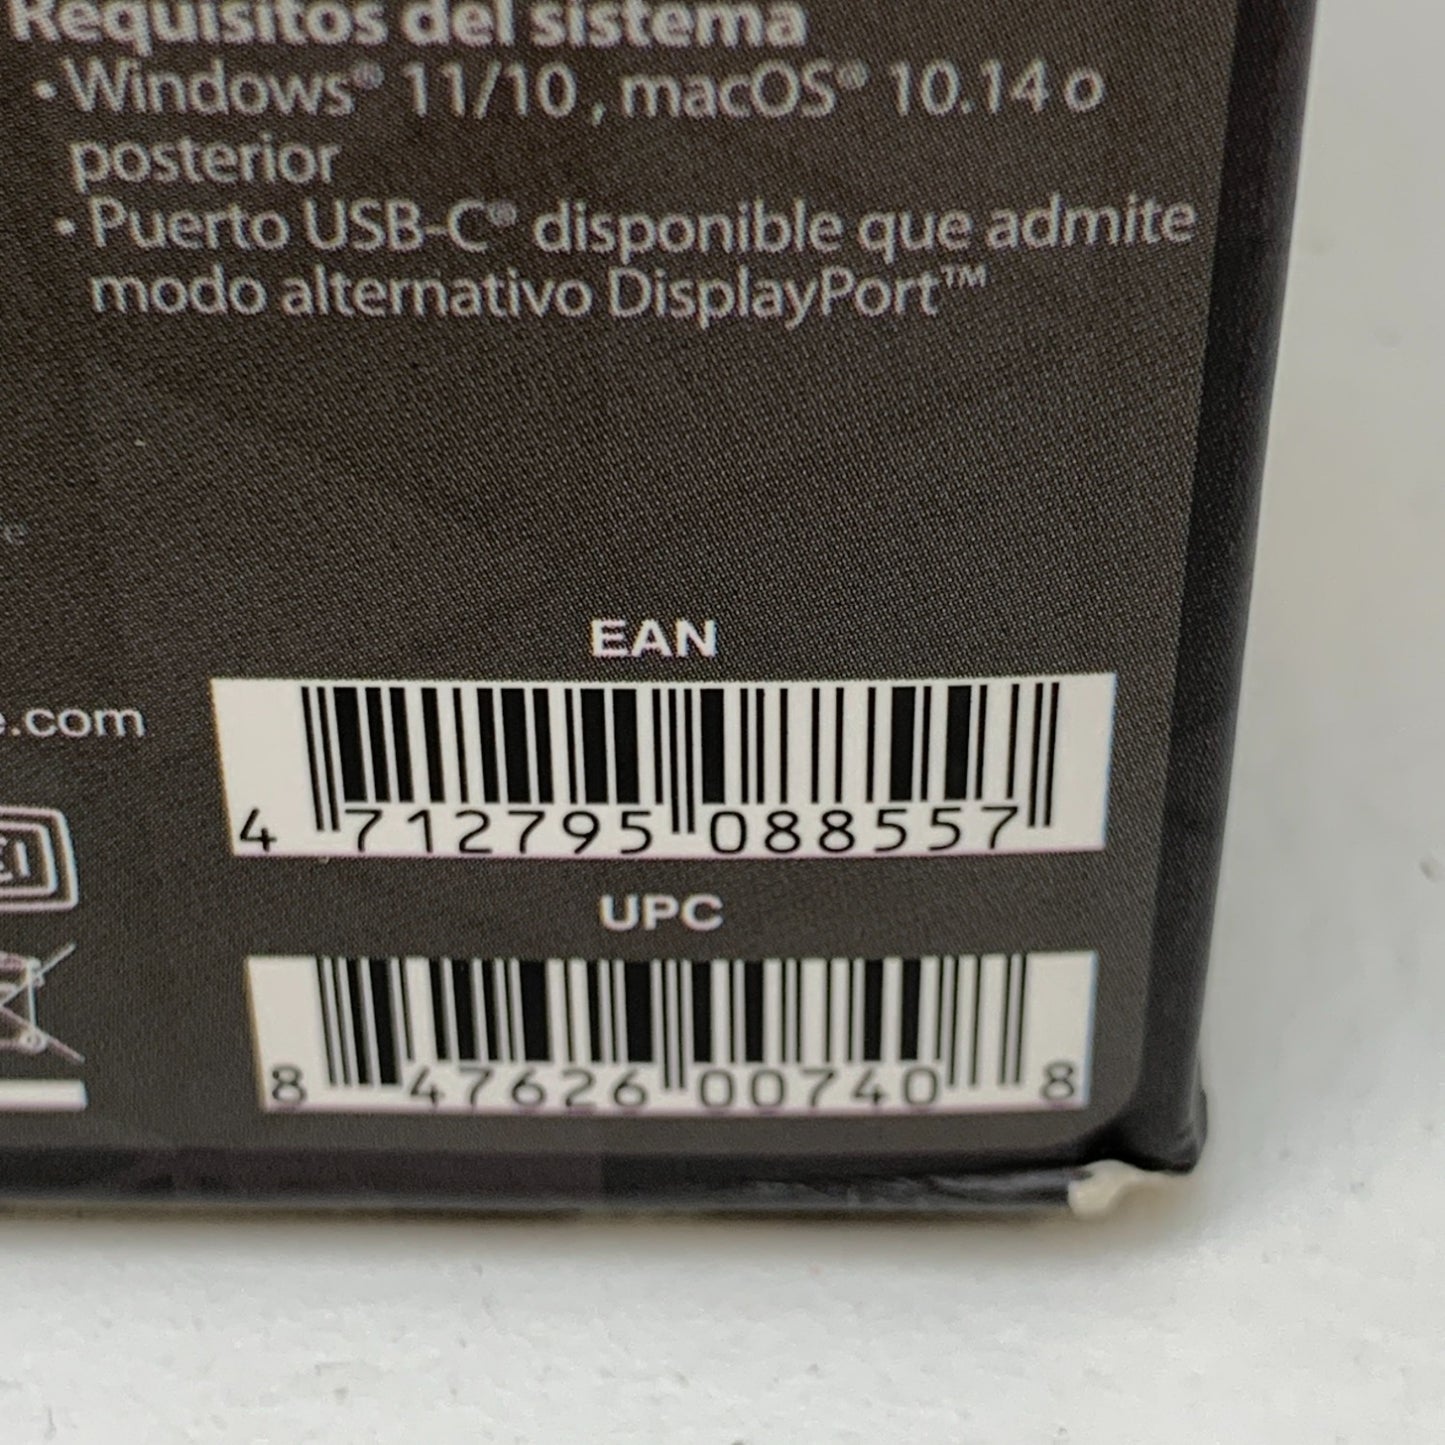 Requisitos del sistema
• Windows® 11/10, macOS® 10.14 o
posterior
• Puerto USB-C® disponible que admite
modo alternativo DisplayPort™
EAN
e.com
4 712795 088557
UPC
8 47626 00740 8